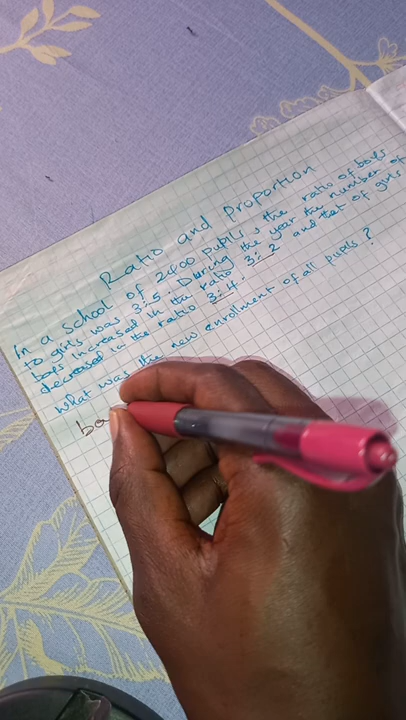 Ratio and proportion
In a school of 2400 pupils, the ratio of boys
to girls was 3:5. During the year the number of
boys increased in the ratio 3:2 and that of girls
decreased in the ratio 3:4.
What was the new enrollment of all pupils?
bo